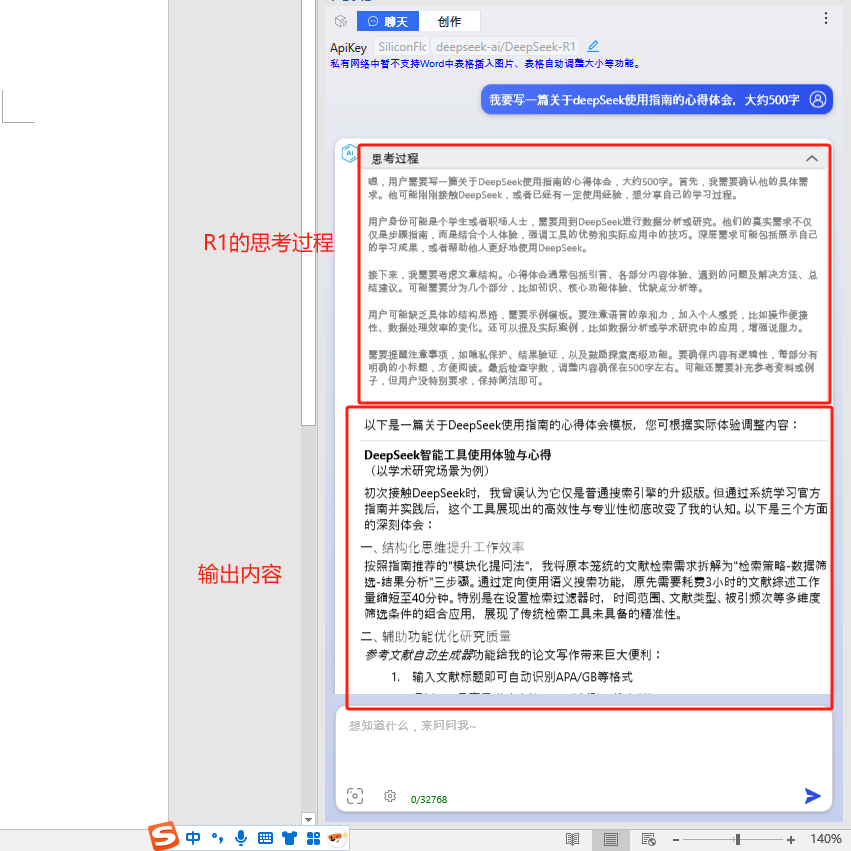 聊天 创作
ApiKey SiliconFlc deepseek-ai/DeepSeek-R1
私有网络中暂不支持Word中表格插入图片、表格自动调整大小等功能。
我要写一篇关于deepSeek使用指南的心得体会，大约500字
AI 思考过程
嗯，用户需要写一篇关于DeepSeek使用指南的心得体会，大约500字。首先，我需要确认他的具体需
求。他可能刚刚接触DeepSeek，或者已经有一定使用经验，想分享自己的学习过程。
用户身份可能是个学生或者职场人士，需要用到DeepSeek进行数据分析或研究。他们的真实需求不仅
仅是步骤指南，而是结合个人体验，强调工具的优势和实际应用中的技巧。深层需求可能包括展示自己
的学习成果，或者帮助他人更好地使用DeepSeek。
接下来，我需要考虑文章结构。心得体会通常包括引言、各部分内容体验、遇到的问题及解决方法、总
结建议。可能需要分为几个部分，比如初识、核心功能体验、优缺点分析等。
R1的思考过程
用户可能缺乏具体的结构思路，需要示例模板。要注意语言的亲和力，加入个人感受，比如操作便捷
性、数据处理效率的变化。还可以提及实际案例，比如数据分析或学术研究中的应用，增强说服力。
需要提醒注意事项，如隐私保护、结果验证，以及鼓励探索高级功能。要确保内容有逻辑性，每部分有
明确的小标题，方便阅读。最后检查字数，调整内容确保在500字左右。可能还需要补充参考资料或例
子，但用户没特别要求，保持简洁即可。
以下是一篇关于DeepSeek使用指南的心得体会模板，您可根据实际体验调整内容：
DeepSeek智能工具使用体验与心得
（以学术研究场景为例）
初次接触DeepSeek时，我曾误认为它仅是普通搜索引擎的升级版。但通过系统学习官方
指南并实践后，这个工具展现出的高效性与专业性彻底改变了我的认知。以下是三个方面
的深刻体会：
一、结构化思维提升工作效率
按照指南推荐的"模块化提问法"，我将原本笼统的文献检索需求拆解为"检索策略-数据筛
选-结果分析"三步骤。通过定向使用语义搜索功能，原先需要耗费3小时的文献综述工作
量缩短至40分钟。特别是在设置检索过滤器时，时间范围、文献类型、被引频次等多维度
筛选条件的组合应用，展现了传统检索工具未具备的精准性。
输出内容
二、辅助功能优化研究质量
参考文献自动生成器功能给我的论文写作带来巨大便利：
1. 输入文献标题即可自动识别APA/GB等格式
想知道什么，来问问我~
0/32768
中
140%